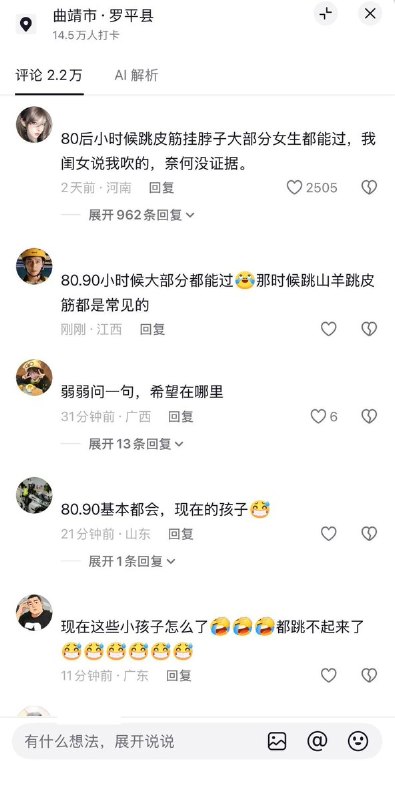 曲靖市·罗平县
14.5万人打卡
评论 2.2万 AI 解析
80后小时候跳皮筋挂脖子大部分女生都能过，我
闺女说我吹的，奈何没证据。
2天前·河南 回复 2505
展开962条回复
80.90小时候大部分都能过😂那时候跳山羊跳皮
筋都是常见的
刚刚·江西 回复
弱弱问一句，希望在哪里
31分钟前·广西 回复 6
展开13条回复
80.90基本都会，现在的孩子😅
21分钟前·山东 回复
展开1条回复
现在这些小孩子怎么了🤣🤣🤣都跳不起来了
😅😅😅😅😅😅
11分钟前·广东 回复
有什么想法，展开说说